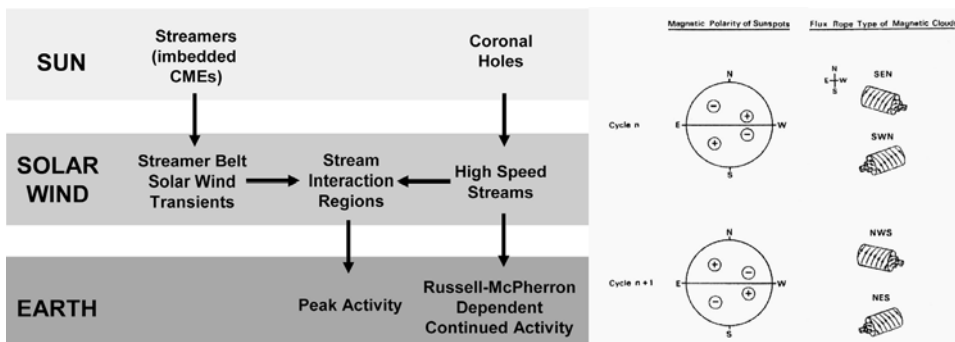 SUN
Streamers
(imbedded
CMEs)
Coronal
Holes
SOLAR
WIND
Streamer Belt
Solar Wind
Transients
Stream
Interaction
Regions
High Speed
Streams
EARTH
Peak Activity
Russell-McPherron
Dependent
Continued Activity
Magnetic Polarity of Sunspots
Flux Rope Type of Magnetic Clouds
Cycle n
N
E
W
S
− +
+ −
N
E W
S
SEN
SWN
Cycle n + 1
N
E
W
S
+ −
− +
NWS
NES